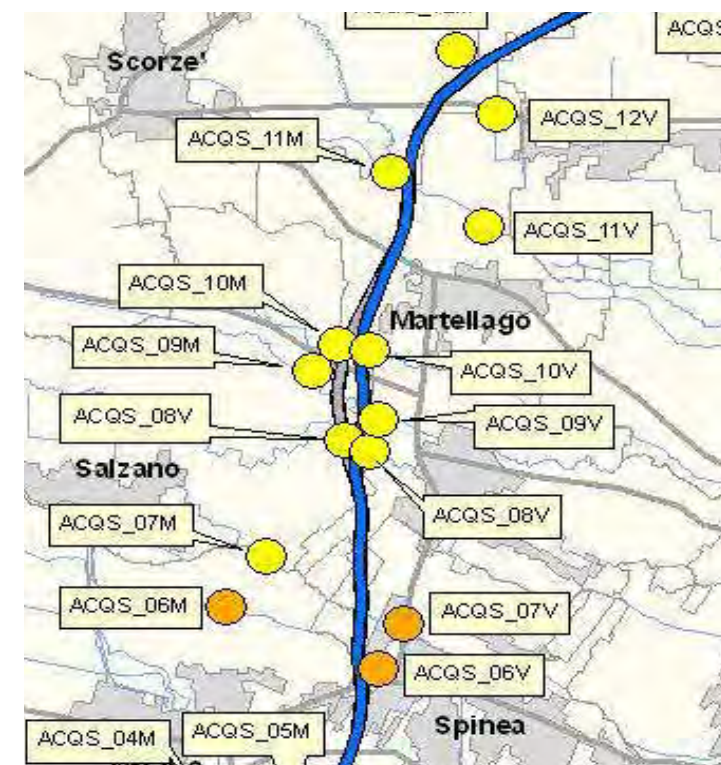 ACQS
Scorze'
ACQS_12V
ACQS_11M
ACQS_11V
ACQS_10M
Martellago
ACQS_09M
ACQS_10V
ACQS_08V
ACQS_09V
Salzano
ACQS_07M
ACQS_08V
ACQS_06M
ACQS_07V
ACQS_06V
ACQS_05M
Spinea
ACQS_04M